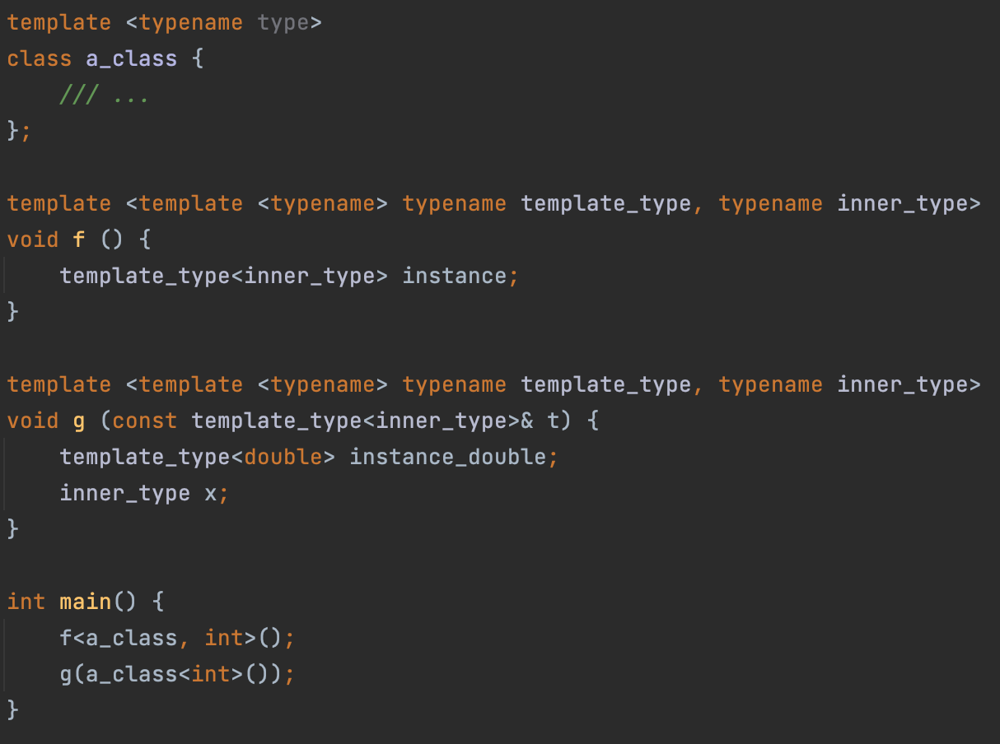 template <typename type>
class a_class {
    /// ...
};

template <template <typename> typename template_type, typename inner_type>
void f () {
    template_type<inner_type> instance;
}

template <template <typename> typename template_type, typename inner_type>
void g (const template_type<inner_type>& t) {
    template_type<double> instance_double;
    inner_type x;
}

int main() {
    f<a_class, int>();
    g(a_class<int>());
}